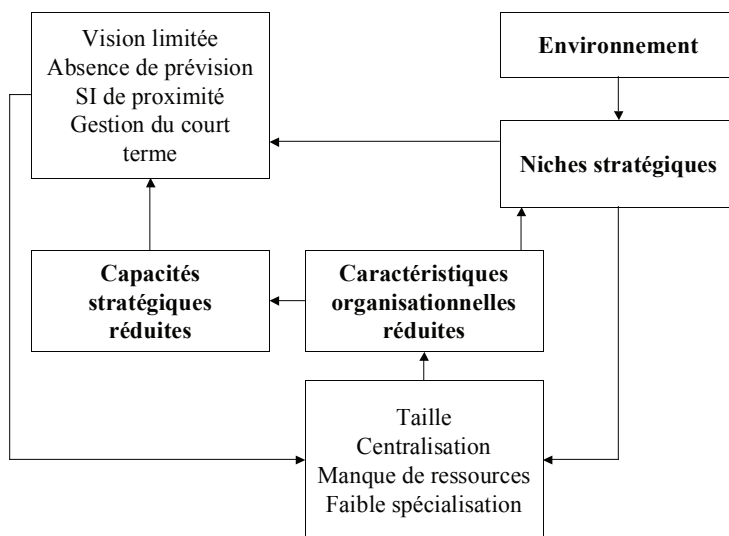 Vision limitée
Absence de prévision
SI de proximité
Gestion du court
terme
Environnement
Niches stratégiques
Capacités
stratégiques
réduites
Caractéristiques
organisationnelles
réduites
Taille
Centralisation
Manque de ressources
Faible spécialisation